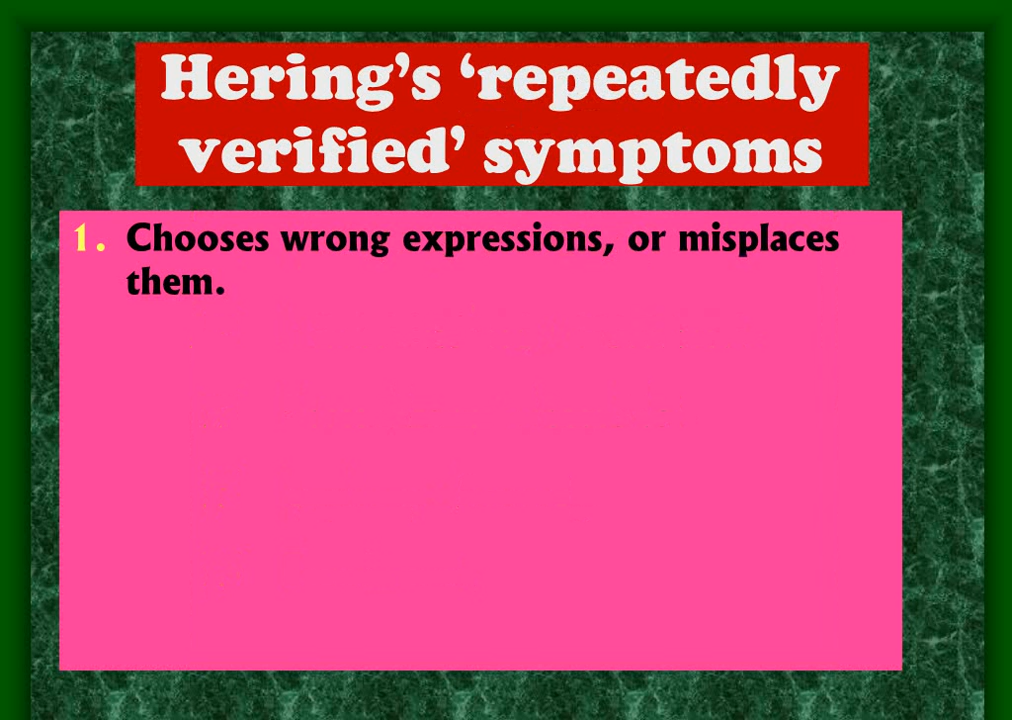 Hering’s ‘repeatedly
verified’ symptoms
1. Chooses wrong expressions, or misplaces
them.